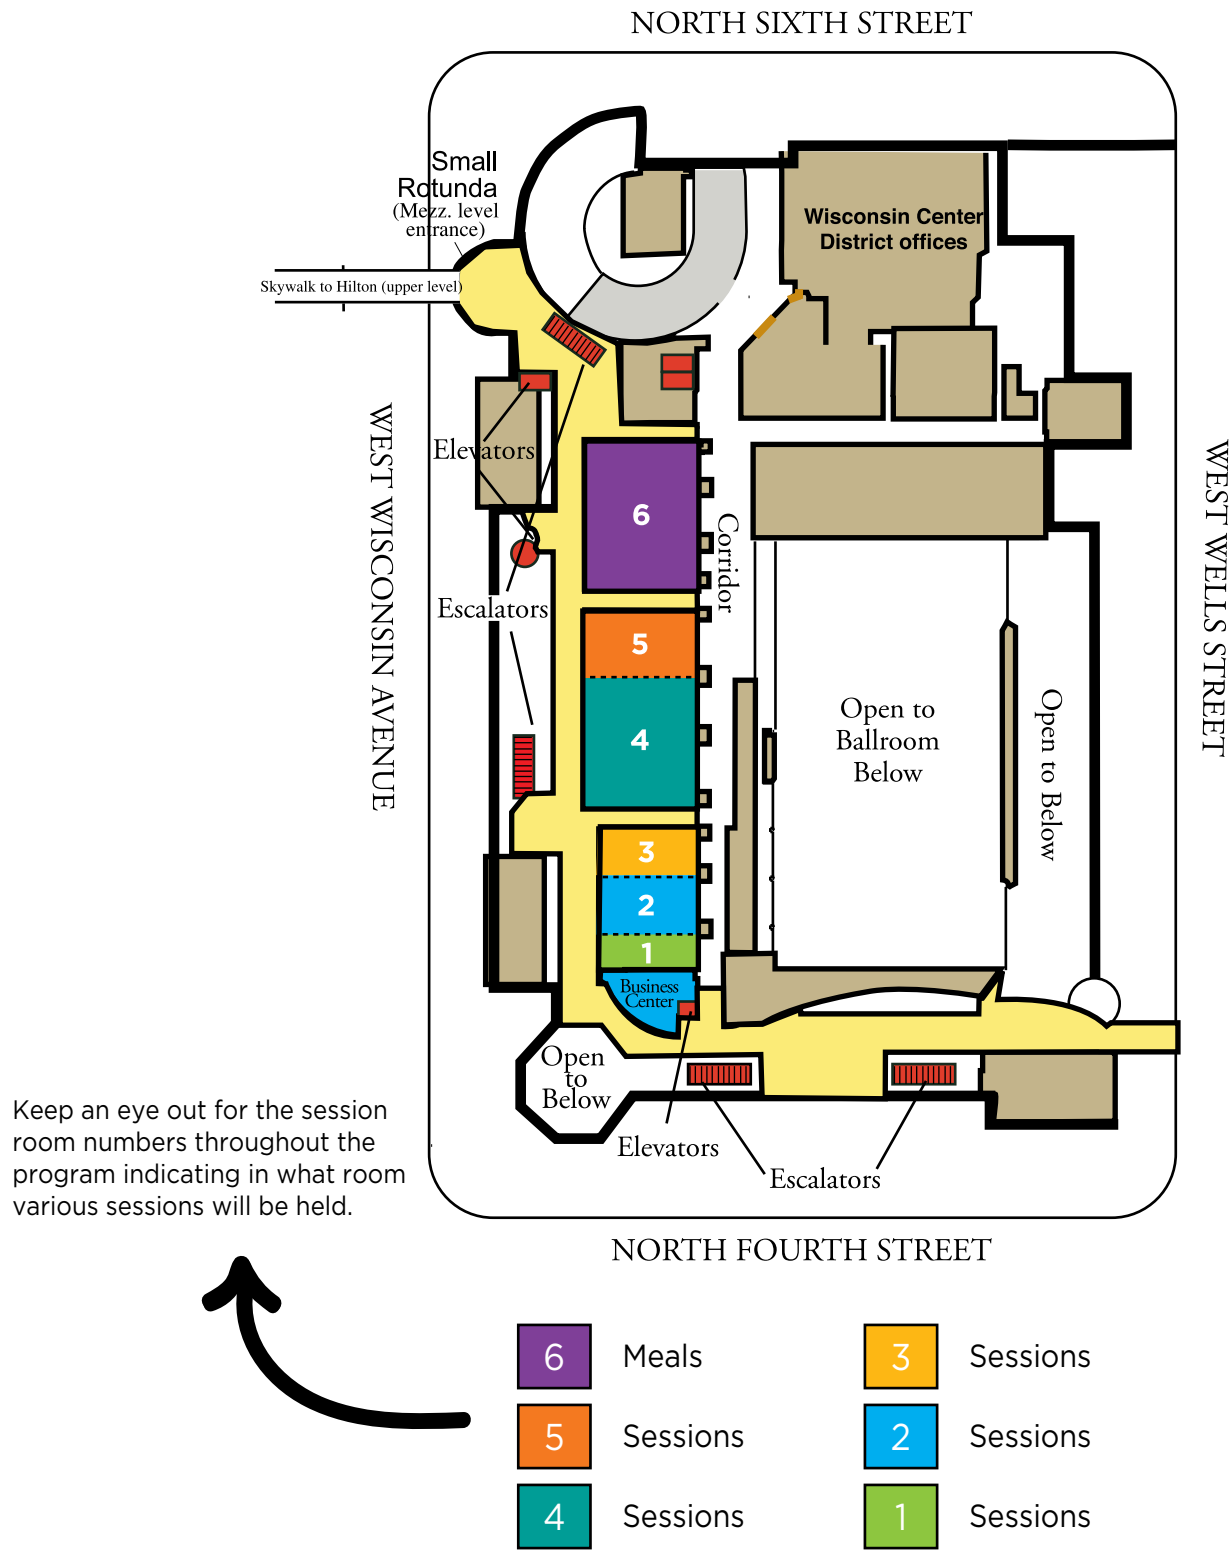 NORTH SIXTH STREET
Small
Rotunda
(Mezz. level
entrance)
Wisconsin Center
District offices
Skywalk to Hilton (upper level)
WEST WISCONSIN AVENUE
WEST WELLS STREET
Elevators
6
Corridor
Escalators
5
4
Open to
Ballroom
Below
Open to Below
3
2
1
Business
Center
Open
to
Below
Elevators
Escalators
Keep an eye out for the session
room numbers throughout the
program indicating in what room
various sessions will be held.
NORTH FOURTH STREET
6 Meals
3 Sessions
5 Sessions
2 Sessions
4 Sessions
1 Sessions